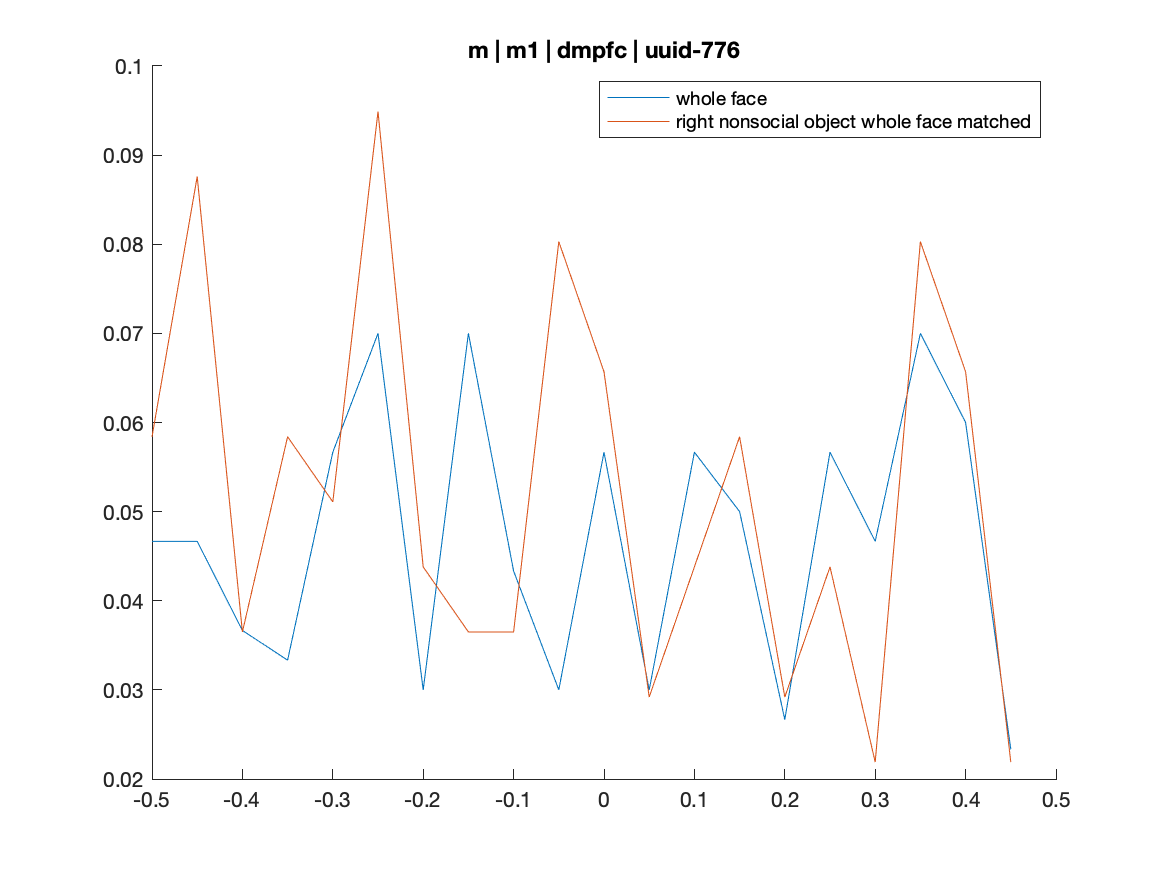 m | m1 | dmpfc | uuid-776
whole face
right nonsocial object whole face matched
0.1
0.09
0.08
0.07
0.06
0.05
0.04
0.03
0.02
-0.5 -0.4 -0.3 -0.2 -0.1 0 0.1 0.2 0.3 0.4 0.5